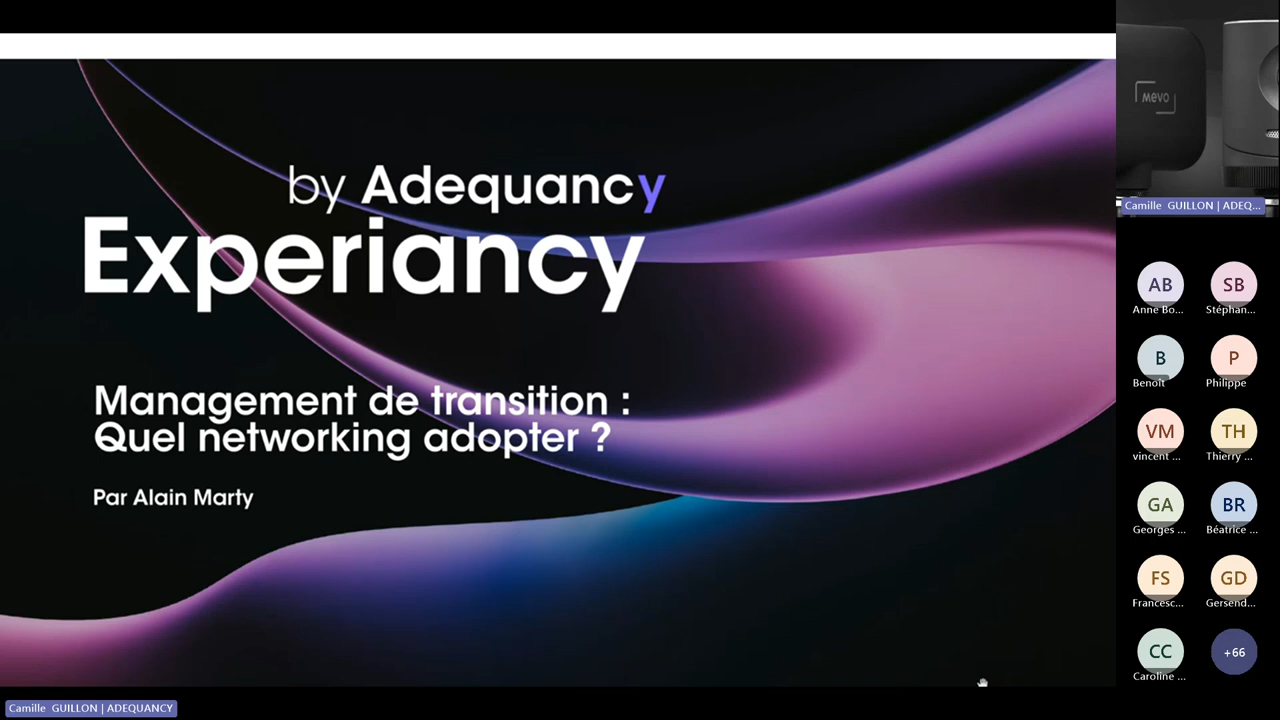 by Adequancy
Experiancy
Management de transition :
Quel networking adopter ?
Par Alain Marty
Camille GUILLON | ADEQUANCY
mevo
Camille GUILLON | ADEQ...
AB
Anne Bo...
SB
Stéphan...
B
Benoît
P
Philippe
VM
vincent ...
TH
Thierry ...
GA
Georges ...
BR
Béatrice ...
FS
Francesc...
GD
Gersend...
CC
Caroline ...
+66